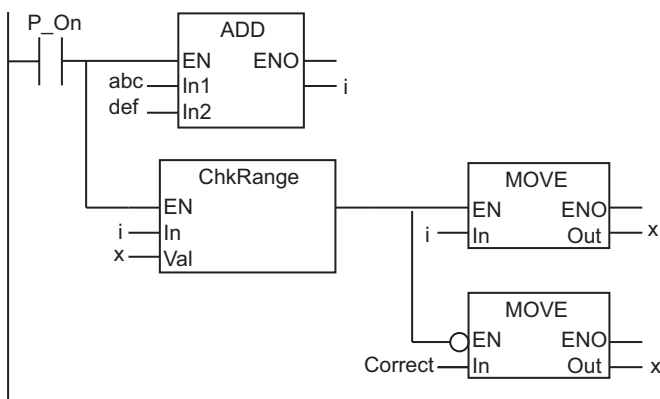 P_On
ADD
EN ENO
abc In1 i
def In2
ChkRange
EN
i In
x Val
MOVE
EN ENO
i In Out x
MOVE
EN ENO
Correct In Out x